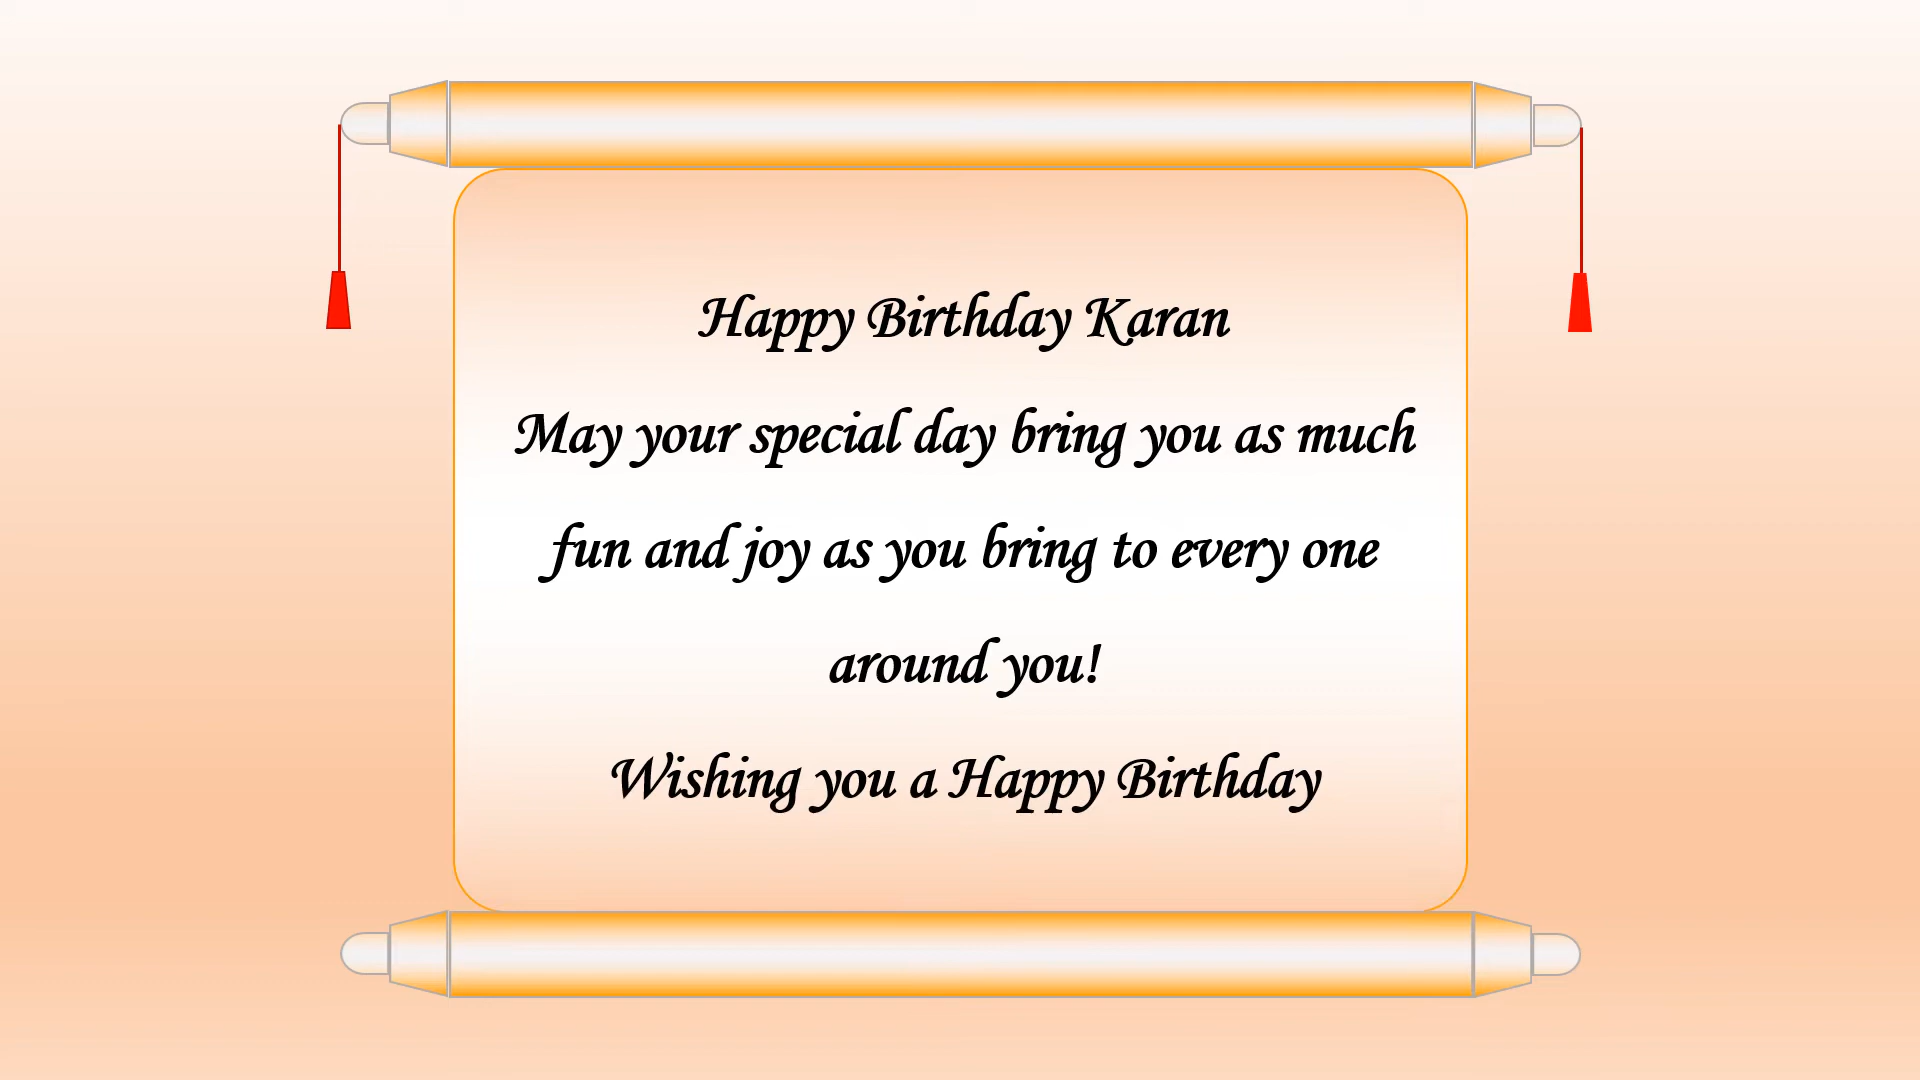 Happy Birthday Karan
May your special day bring you as much
fun and joy as you bring to every one
around you!
Wishing you a Happy Birthday